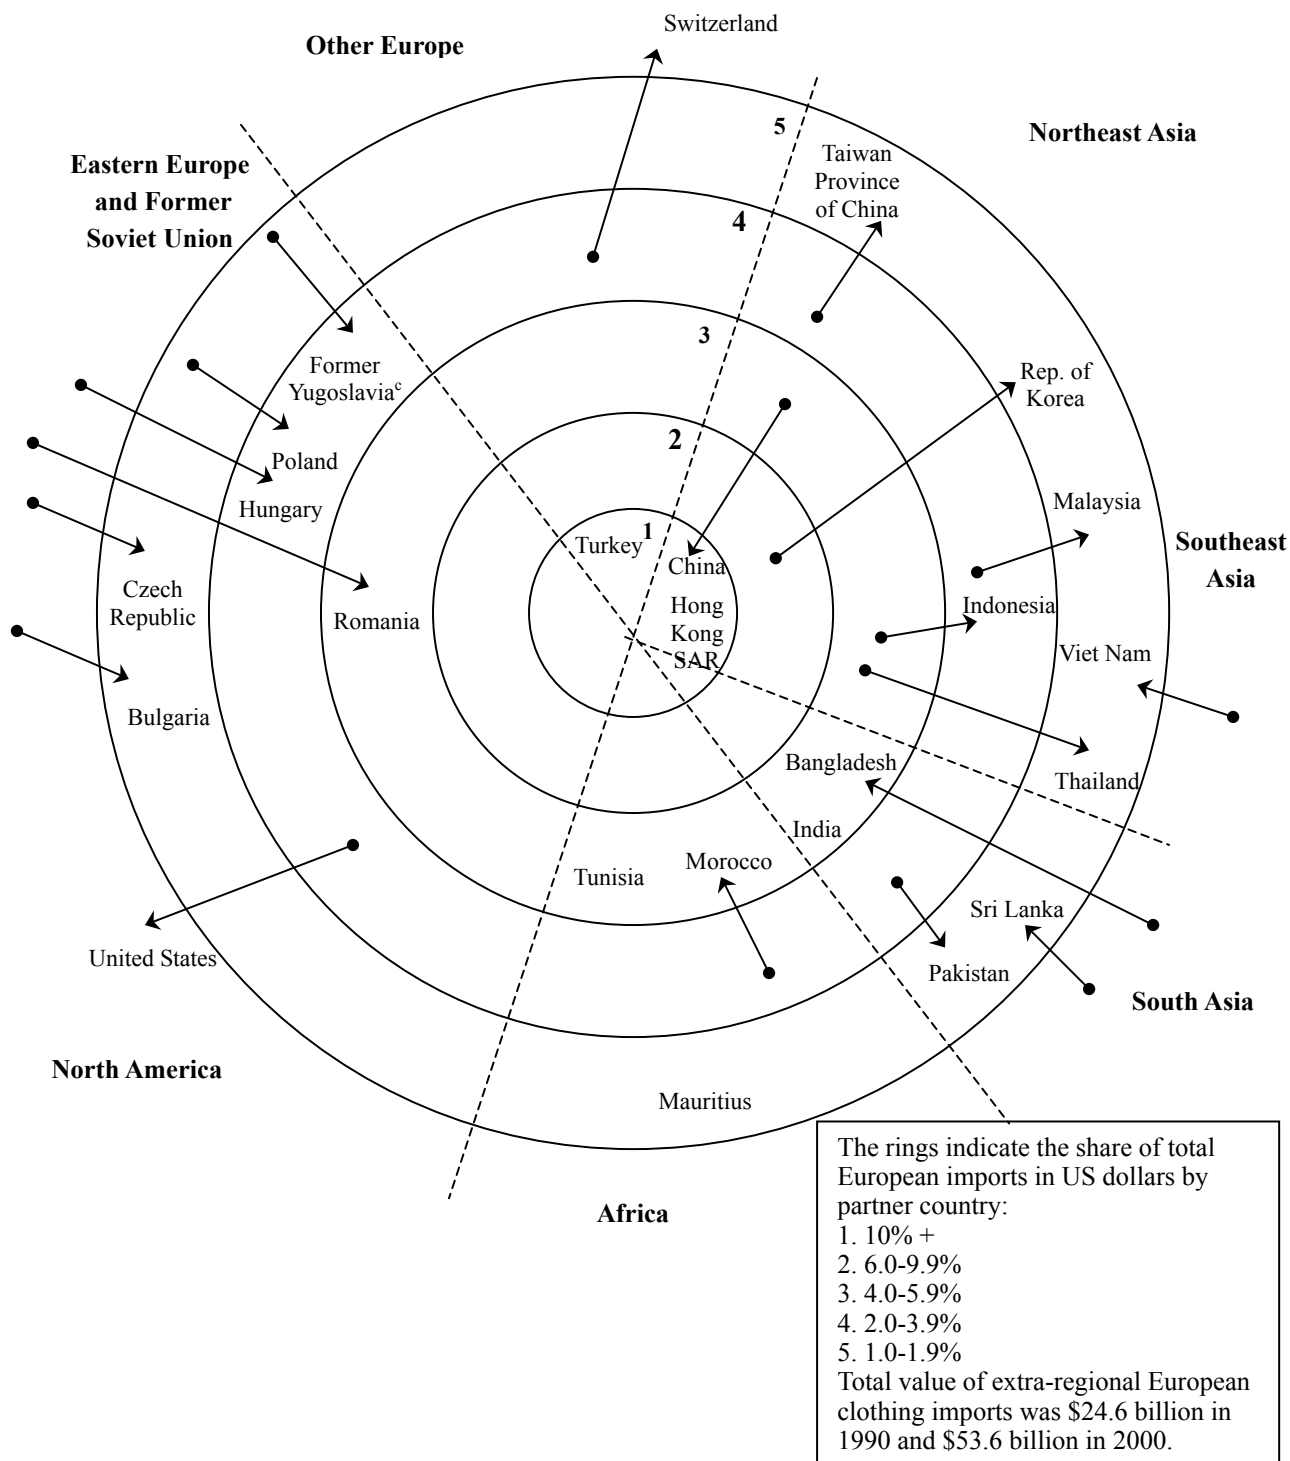 Switzerland
Other Europe
5
Northeast Asia
Taiwan
Province
of China
Eastern Europe
and Former
Soviet Union
4
3
Former
Yugoslaviaᶜ
Rep. of
Korea
2
Poland
Hungary
Malaysia
1
Turkey
China
Southeast
Asia
Czech
Republic
Romania
Hong
Kong
SAR
Indonesia
Viet Nam
Bulgaria
Bangladesh
Thailand
India
Morocco
Tunisia
Sri Lanka
United States
Pakistan
South Asia
North America
Mauritius
Africa
The rings indicate the share of total
European imports in US dollars by
partner country:
1. 10% +
2. 6.0-9.9%
3. 4.0-5.9%
4. 2.0-3.9%
5. 1.0-1.9%
Total value of extra-regional European
clothing imports was $24.6 billion in
1990 and $53.6 billion in 2000.